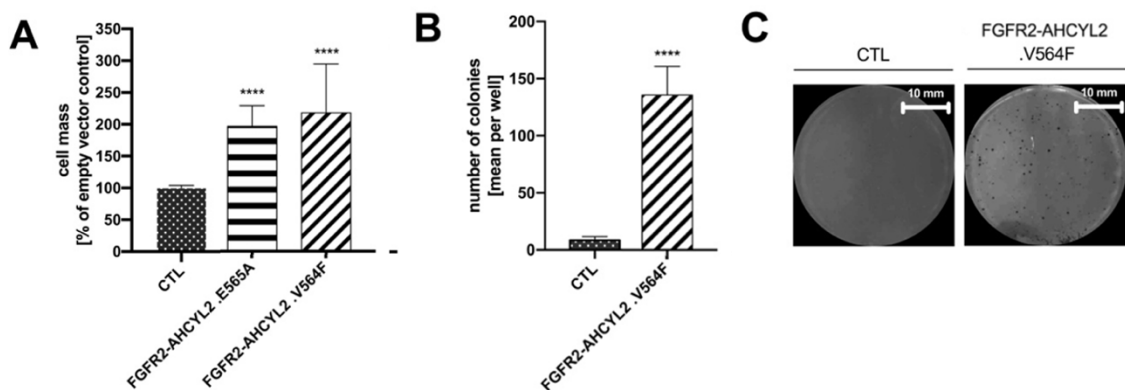 A
cell mass
[% of empty vector control]
350
300
250
200
150
100
50
0
****
****
CTL
FGFR2-AHCYL2 .E565A
FGFR2-AHCYL2 .V564F
B
number of colonies
[mean per well]
150
100
50
0
****
CTL
FGFR2-AHCYL2 .V564F
C
CTL
FGFR2-AHCYL2
.V564F
10 mm
10 mm